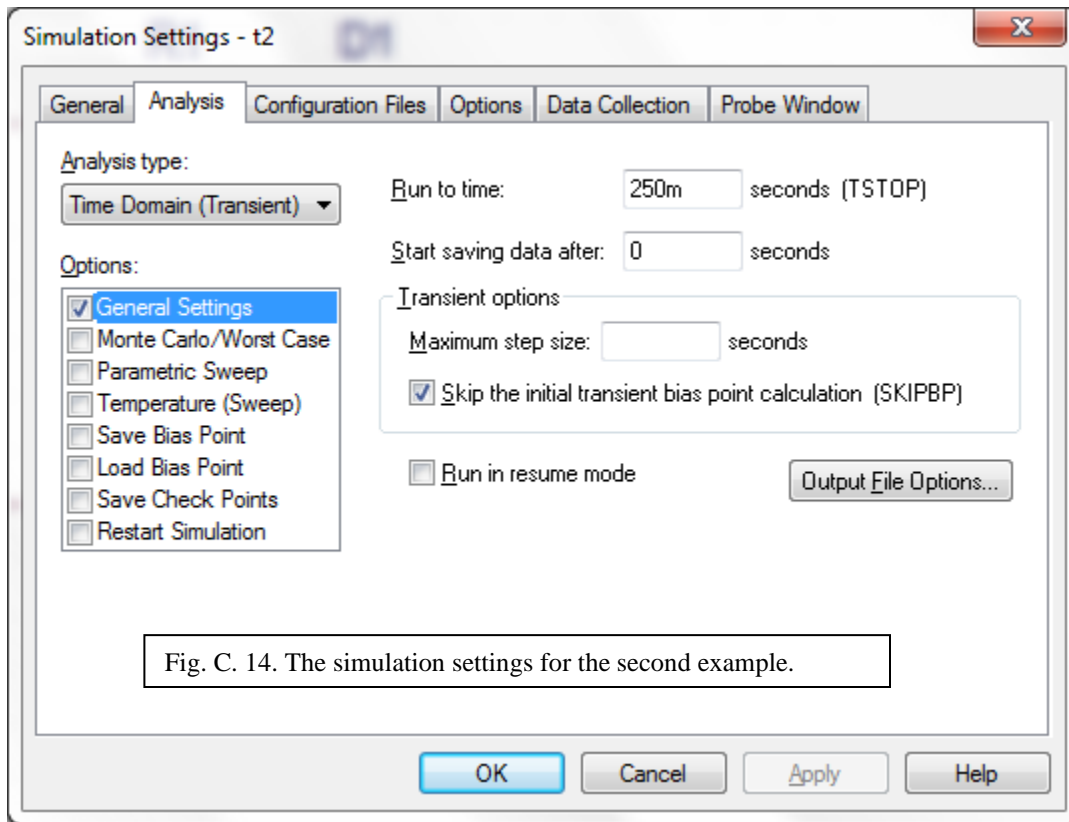 Simulation Settings - t2
D1
General Analysis Configuration Files Options Data Collection Probe Window
Analysis type:
Time Domain (Transient)
Options:
General Settings
Monte Carlo/Worst Case
Parametric Sweep
Temperature (Sweep)
Save Bias Point
Load Bias Point
Save Check Points
Restart Simulation
Run to time: 250m seconds (TSTOP)
Start saving data after: 0 seconds
Transient options
Maximum step size: seconds
Skip the initial transient bias point calculation (SKIPBP)
Run in resume mode
Output File Options...
Fig. C. 14. The simulation settings for the second example.
OK Cancel Apply Help